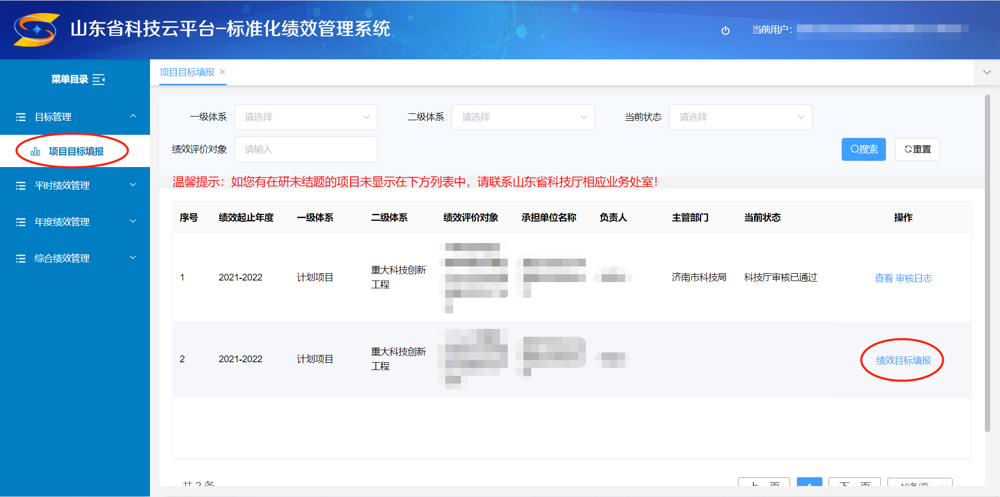 山东省科技云平台-标准化绩效管理系统
当前用户：
菜单目录
项目目标填报
目标管理
项目目标填报
平时绩效管理
年度绩效管理
综合绩效管理
一级体系 请选择 二级体系 请选择 当前状态 请选择
绩效评价对象 请输入 搜索 重置
温馨提示：如您有在研未结题的项目未显示在下方列表中，请联系山东省科技厅相应业务处室！
序号 绩效起止年度 一级体系 二级体系 绩效评价对象 承担单位名称 负责人 主管部门 当前状态 操作
1 2021-2022 计划项目 重大科技创新 济南市科技局 科技厅审核已通过 查看 审核日志
工程
2 2021-2022 计划项目 重大科技创新 绩效目标填报
工程
共 2 条 上一页 1 下一页 10条/页